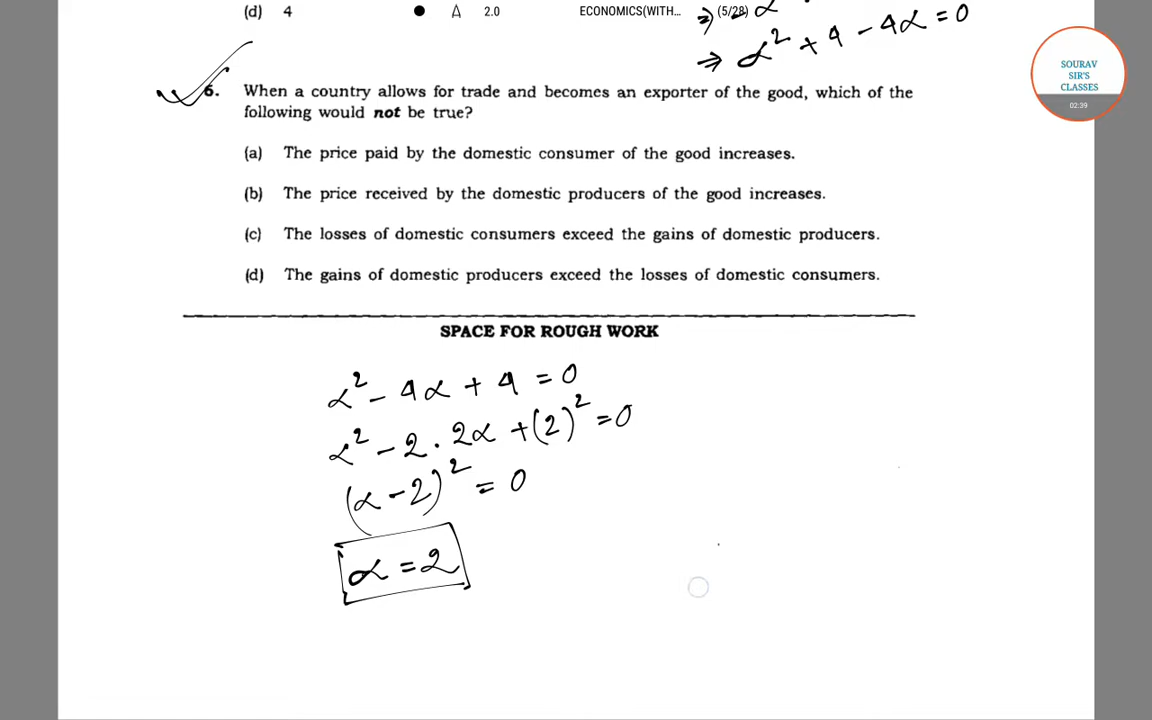 (d) 4 ● A 2.0 ECONOMICS(WITH... ⇒ (5/28) α
⇒ α² + 4 - 4α = 0
SOURAV
SIR'S
CLASSES
02:39
6. When a country allows for trade and becomes an exporter of the good, which of the
following would not be true?
(a) The price paid by the domestic consumer of the good increases.
(b) The price received by the domestic producers of the good increases.
(c) The losses of domestic consumers exceed the gains of domestic producers.
(d) The gains of domestic producers exceed the losses of domestic consumers.
SPACE FOR ROUGH WORK
α² - 4α + 4 = 0
α² - 2 . 2α + (2)² = 0
(α - 2)² = 0
α = 2